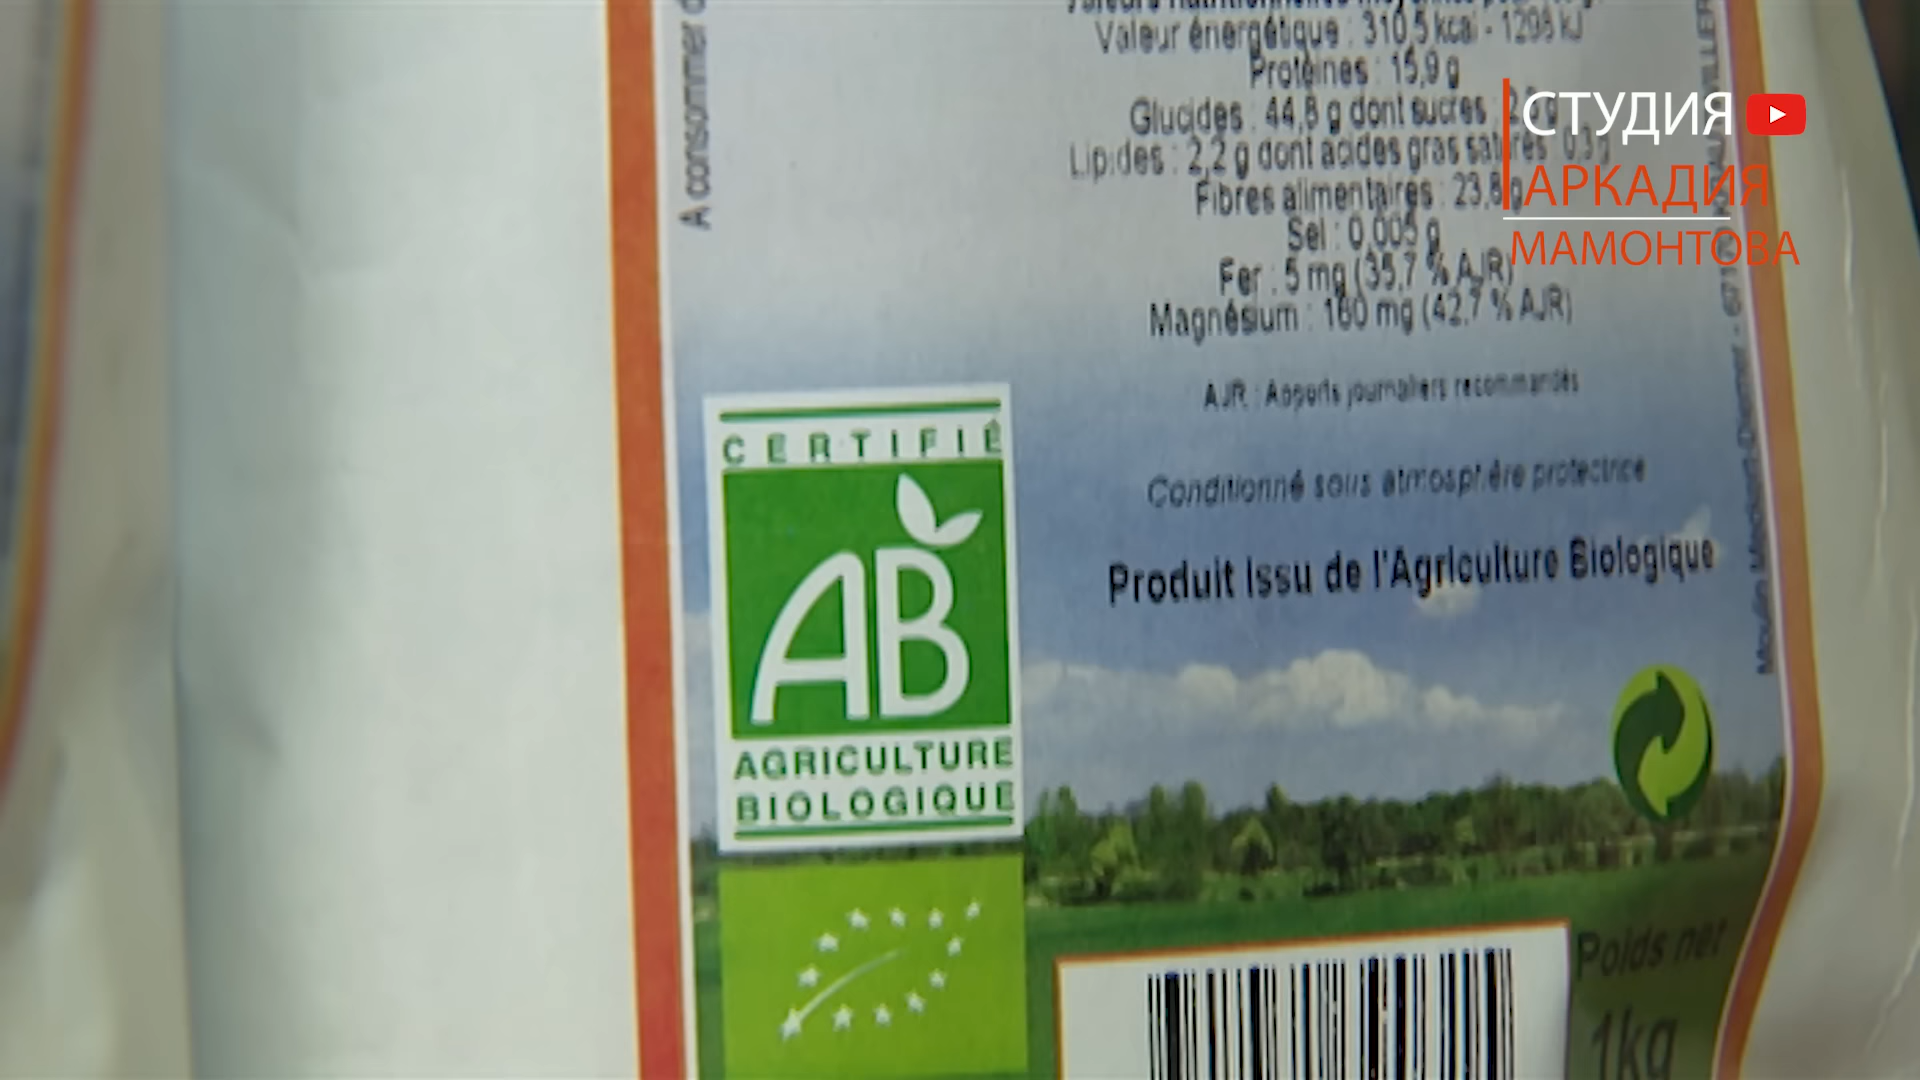 Valeur énergétique : 310,5 kcal - 1298 kJ
Protéines : 15,9 g
Glucides : 44,8 g dont sucres
Lipides : 2,2 g dont acides gras saturés 0,3g
Fibres alimentaires : 23,8 g
Sel : 0,005 g
Fer : 5 mg (35,7 % AJR)
Magnésium : 160 mg (42,7 % AJR)
AJR : Apports journaliers recommandés
Conditionné sous atmosphère protectrice
Produit Issu de l'Agriculture Biologique
A consommer
CERTIFIÉ
AB
AGRICULTURE
BIOLOGIQUE
Poids net
1kg
СТУДИЯ
АРКАДИЯ
МАМОНТОВА